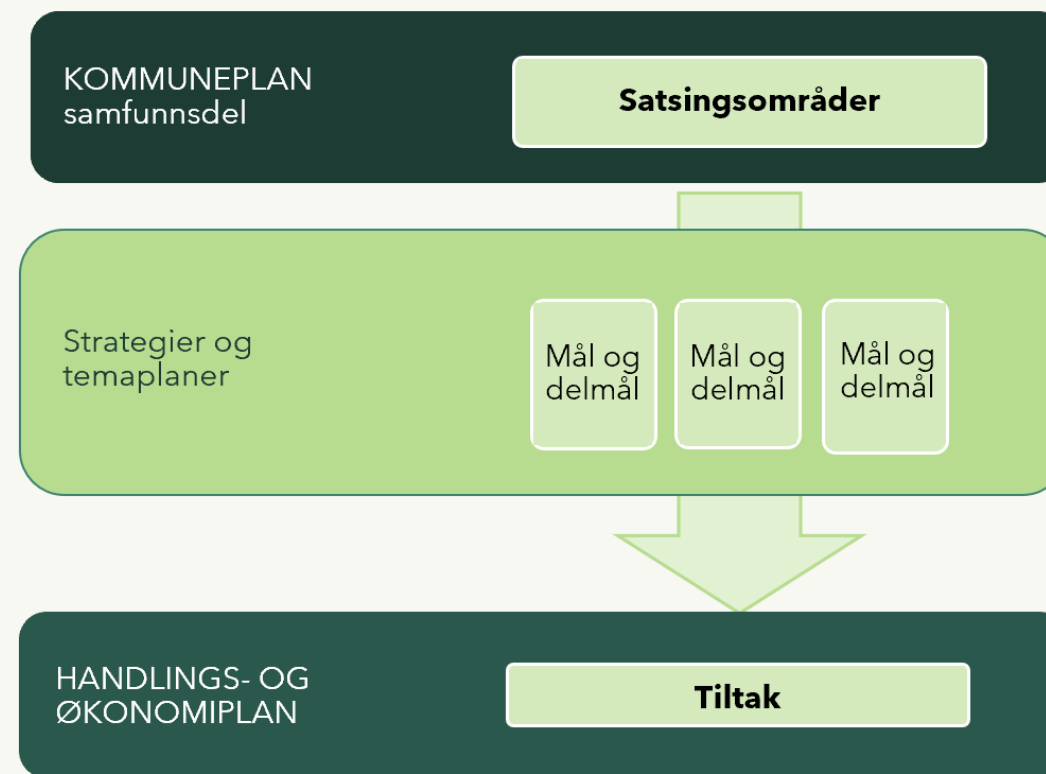 KOMMUNEPLAN
samfunnsdel
Satsingsområder
Strategier og
temaplaner
Mål og
delmål
Mål og
delmål
Mål og
delmål
HANDLINGS- OG
ØKONOMIPLAN
Tiltak